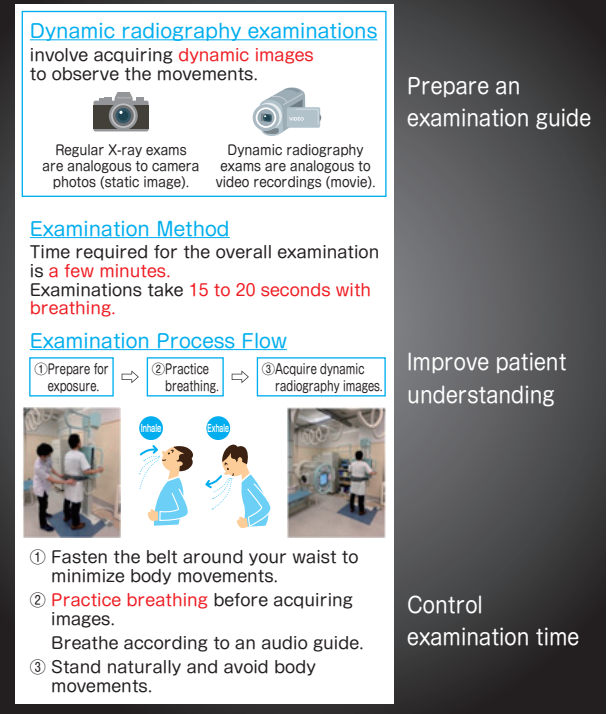 Dynamic radiography examinations
involve acquiring dynamic images
to observe the movements.
VIDEO
Regular X-ray exams
are analogous to camera
photos (static image).
Dynamic radiography
exams are analogous to
video recordings (movie).
Examination Method
Time required for the overall examination
is a few minutes.
Examinations take 15 to 20 seconds with
breathing.
Examination Process Flow
①Prepare for
exposure.
②Practice
breathing.
③Acquire dynamic
radiography images.
Inhale
Exhale
① Fasten the belt around your waist to
minimize body movements.
② Practice breathing before acquiring
images.
Breathe according to an audio guide.
③ Stand naturally and avoid body
movements.
Prepare an
examination guide
Improve patient
understanding
Control
examination time